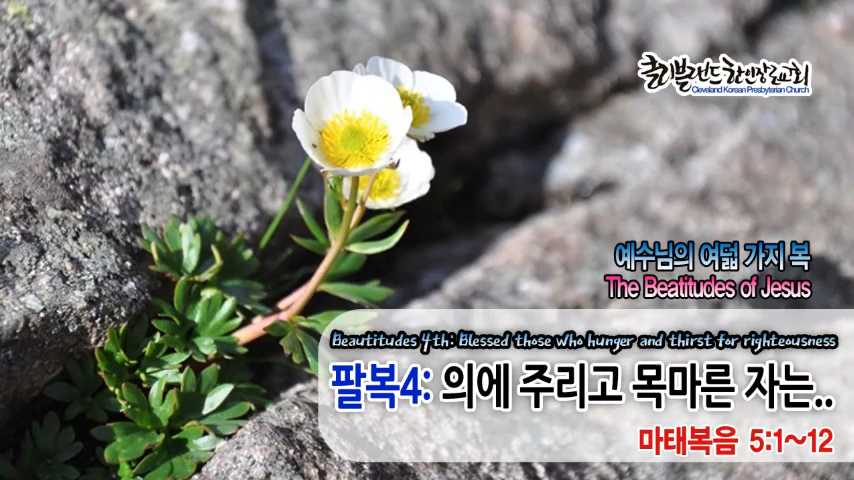 클리블랜드 한인장로교회
Cleveland Korean Presbyterian Church
예수님의 여덟 가지 복
The Beatitudes of Jesus
Beautitudes 4th: Blessed those who hunger and thirst for righteousness
팔복4: 의에 주리고 목마른 자는..
마태복음 5:1~12